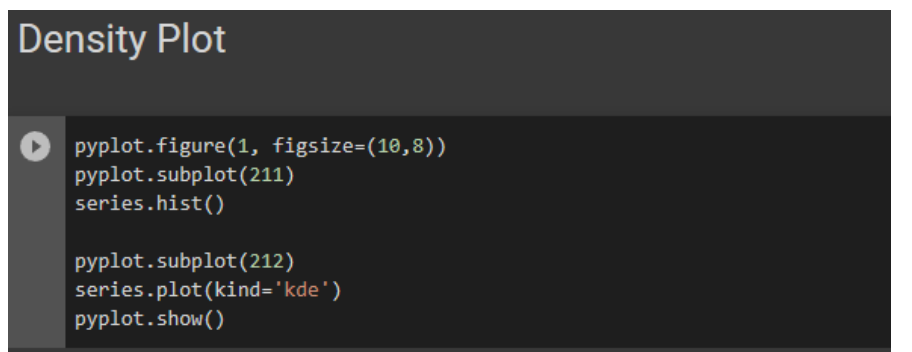 Density Plot
pyplot.figure(1, figsize=(10,8))
pyplot.subplot(211)
series.hist()
pyplot.subplot(212)
series.plot(kind='kde')
pyplot.show()